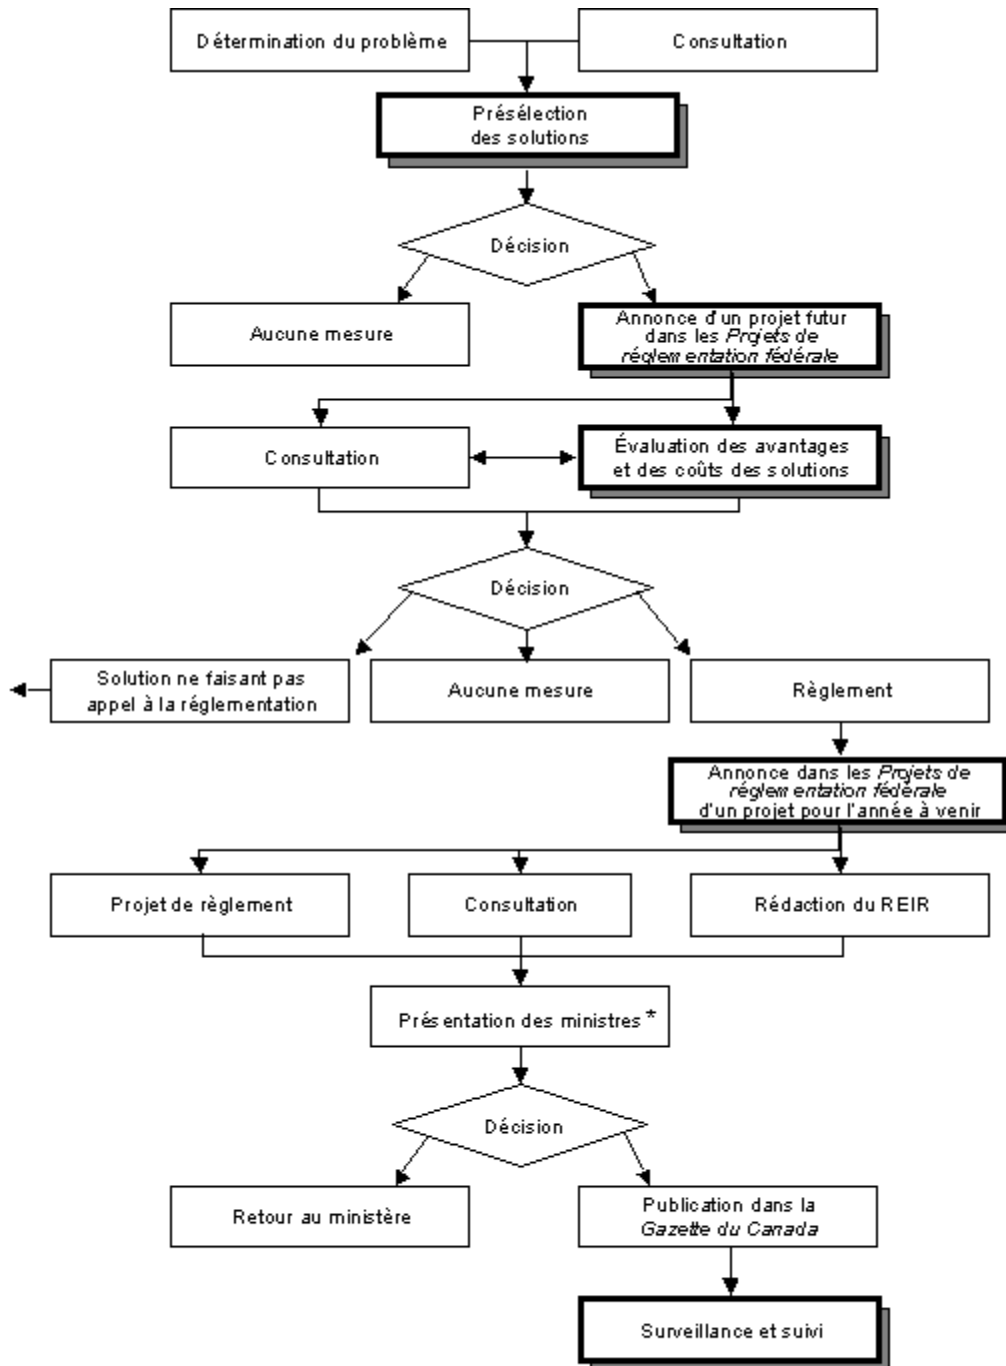 Détermination du problème
Consultation
Présélection
des solutions
Décision
Aucune mesure
Annonce d'un projet futur
dans les Projets de
réglementation fédérale
Consultation
Évaluation des avantages
et des coûts des solutions
Décision
Solution ne faisant pas
appel à la réglementation
Aucune mesure
Règlement
Annonce dans les Projets de
réglementation fédérale
d'un projet pour l'année à venir
Projet de règlement
Consultation
Rédaction du REIR
Présentation des ministres*
Décision
Retour au ministère
Publication dans la
Gazette du Canada
Surveillance et suivi